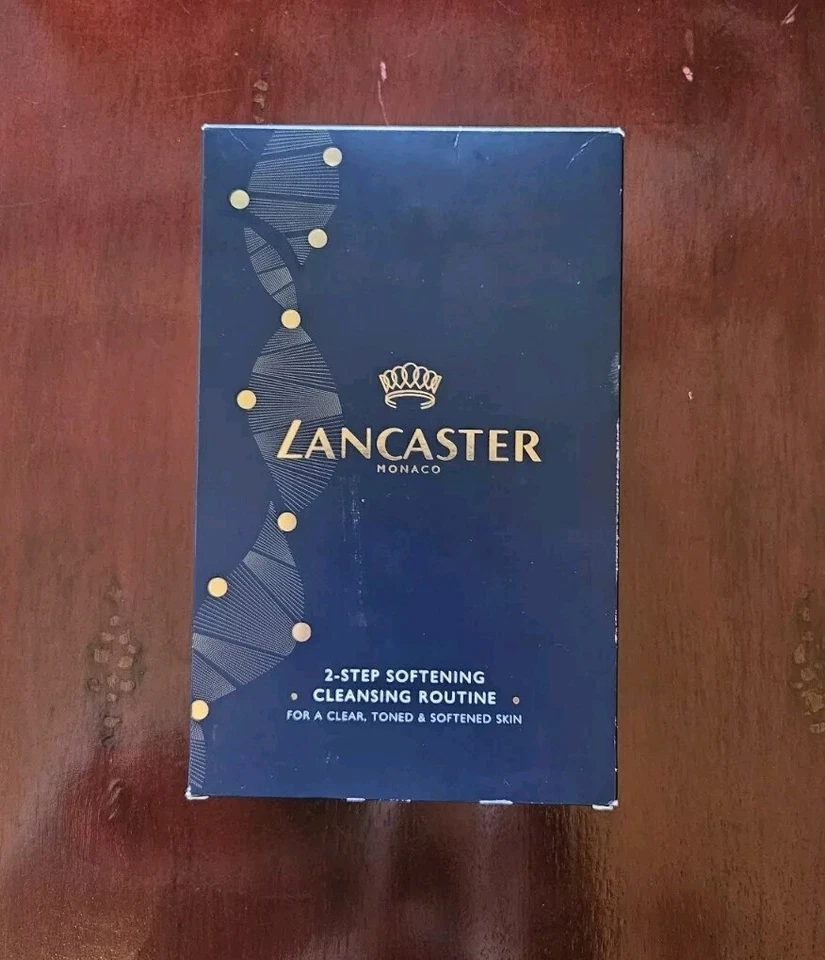 LANCASTER
MONACO
2-STEP SOFTENING
CLEANSING ROUTINE
FOR A CLEAR, TONED & SOFTENED SKIN